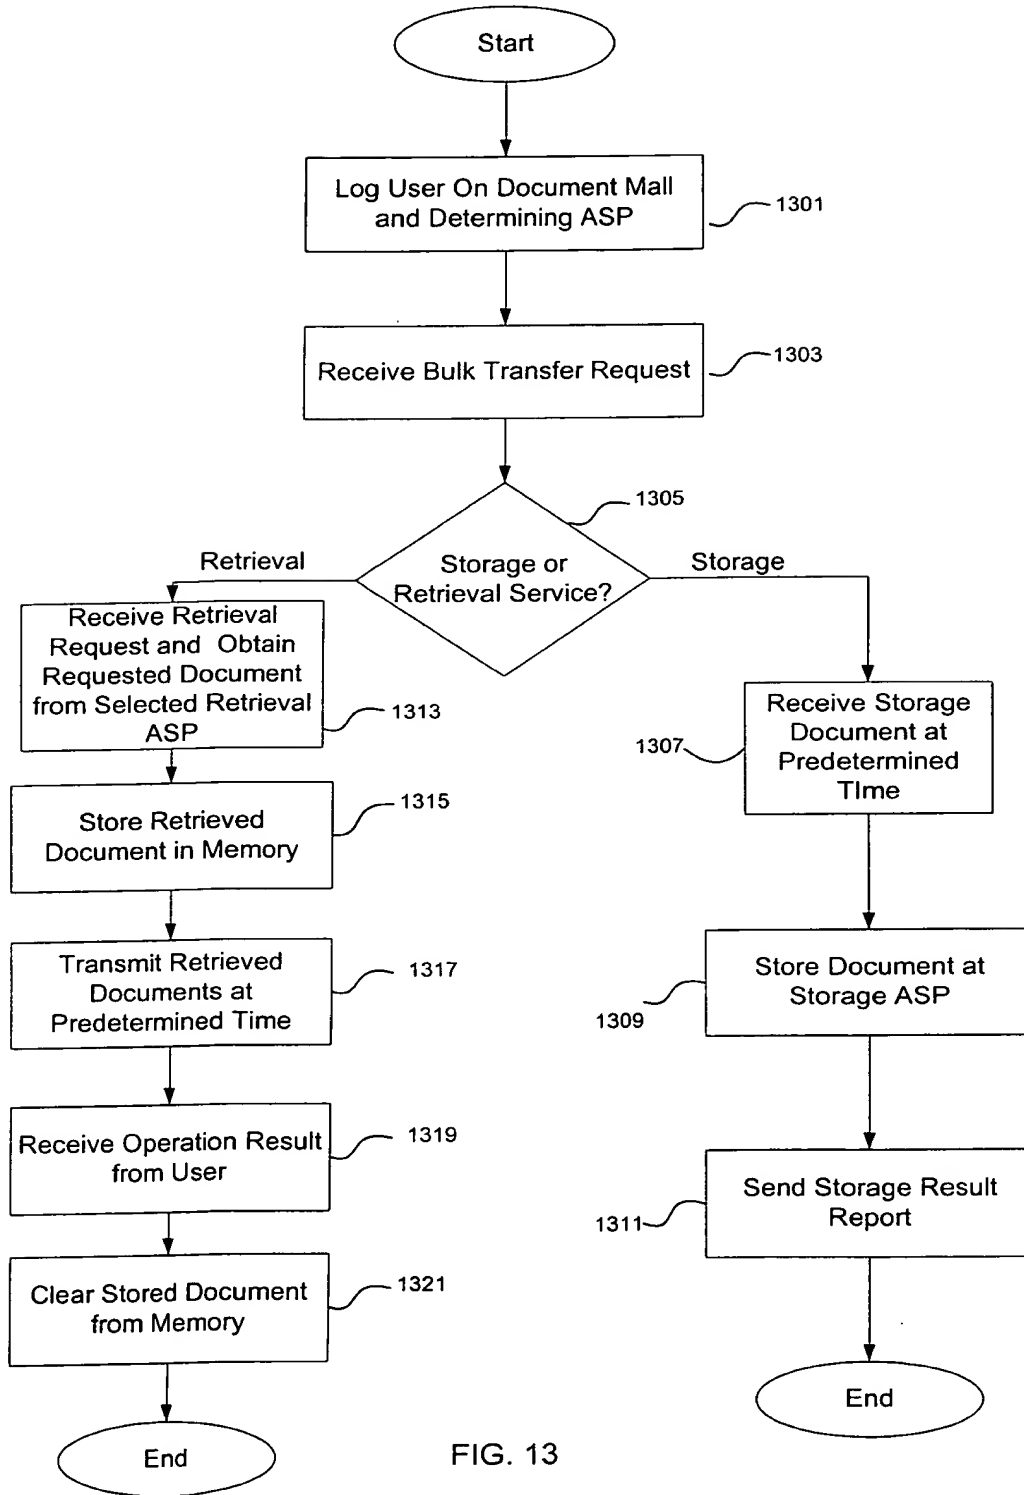 Start
Log User On Document Mall
and Determining ASP
1301
Receive Bulk Transfer Request
1303
1305
Storage or
Retrieval Service?
Retrieval
Storage
Receive Retrieval
Request and Obtain
Requested Document
from Selected Retrieval
ASP
1313
Store Retrieved
Document in Memory
1315
Transmit Retrieved
Documents at
Predetermined Time
1317
Receive Operation Result
from User
1319
Clear Stored Document
from Memory
1321
End
Receive Storage
Document at
Predetermined
TIme
1307
Store Document at
Storage ASP
1309
Send Storage Result
Report
1311
End
FIG. 13